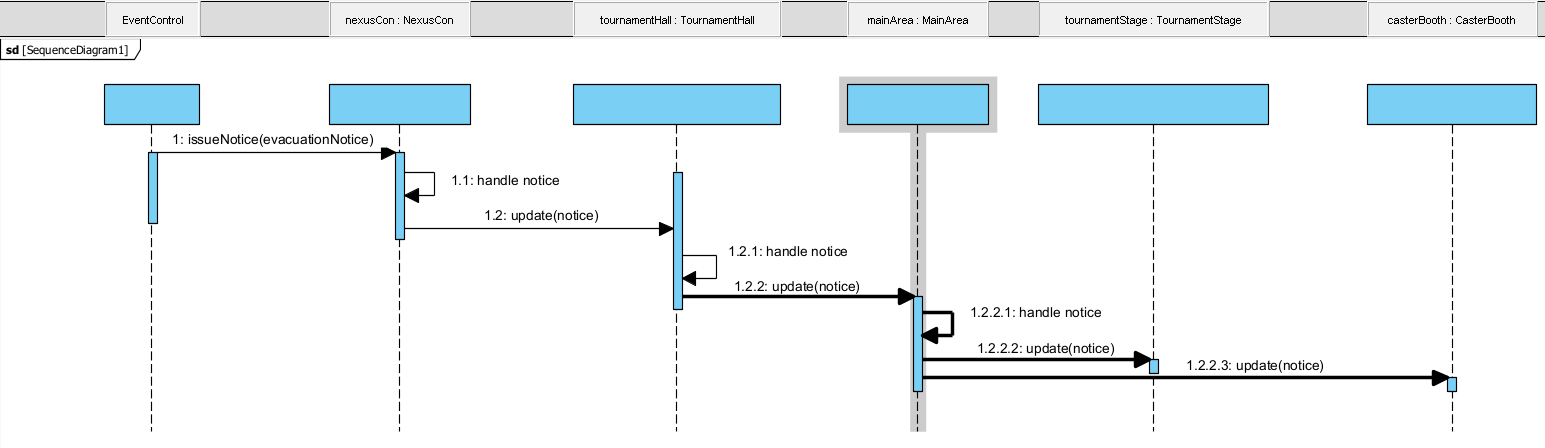 EventControl
nexusCon : NexusCon
tournamentHall : TournamentHall
mainArea : MainArea
tournamentStage : TournamentStage
casterBooth : CasterBooth
sd [SequenceDiagram1]
1: issueNotice(evacuationNotice)
1.1: handle notice
1.2: update(notice)
1.2.1: handle notice
1.2.2: update(notice)
1.2.2.1: handle notice
1.2.2.2: update(notice)
1.2.2.3: update(notice)